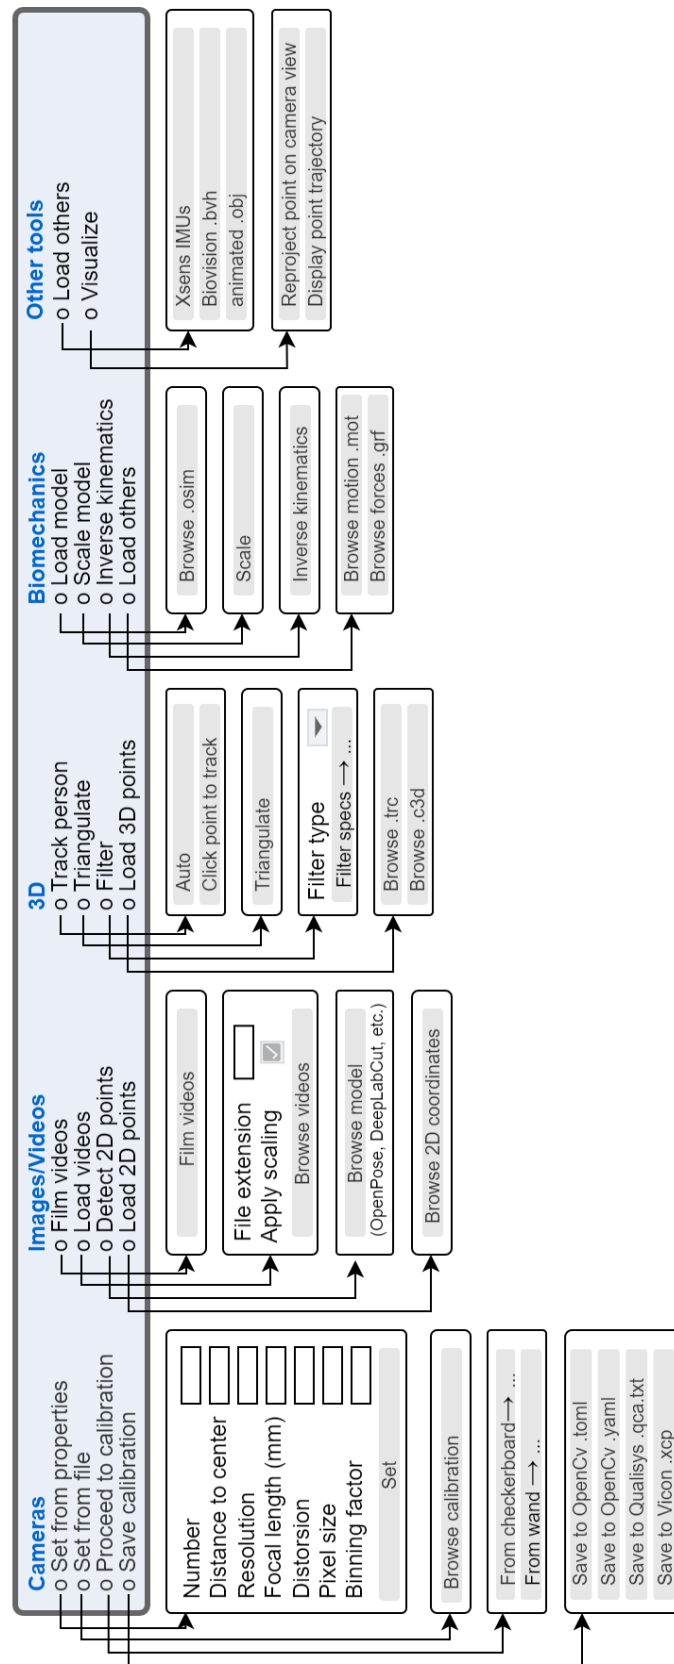 Cameras
o Set from properties
o Set from file
o Proceed to calibration
o Save calibration
Number
Distance to center
Resolution
Focal length (mm)
Distorsion
Pixel size
Binning factor
Set
Browse calibration
From checkerboard→ ...
From wand → ...
Save to OpenCv .toml
Save to OpenCv .yaml
Save to Qualisys .qca.txt
Save to Vicon .xcp
Images/Videos
o Film videos
o Load videos
o Detect 2D points
o Load 2D points
Film videos
File extension
Apply scaling
Browse videos
Browse model
(OpenPose, DeepLabCut, etc.)
Browse 2D coordinates
3D
o Track person
o Triangulate
o Filter
o Load 3D points
Auto
Click point to track
Triangulate
Filter type
Filter specs → ...
Browse .trc
Browse .c3d
Biomechanics
o Load model
o Scale model
o Inverse kinematics
o Load others
Browse .osim
Scale
Inverse kinematics
Browse motion .mot
Browse forces .grf
Other tools
o Load others
o Visualize
Xsens IMUs
Biovision .bvh
animated .obj
Reproject point on camera view
Display point trajectory